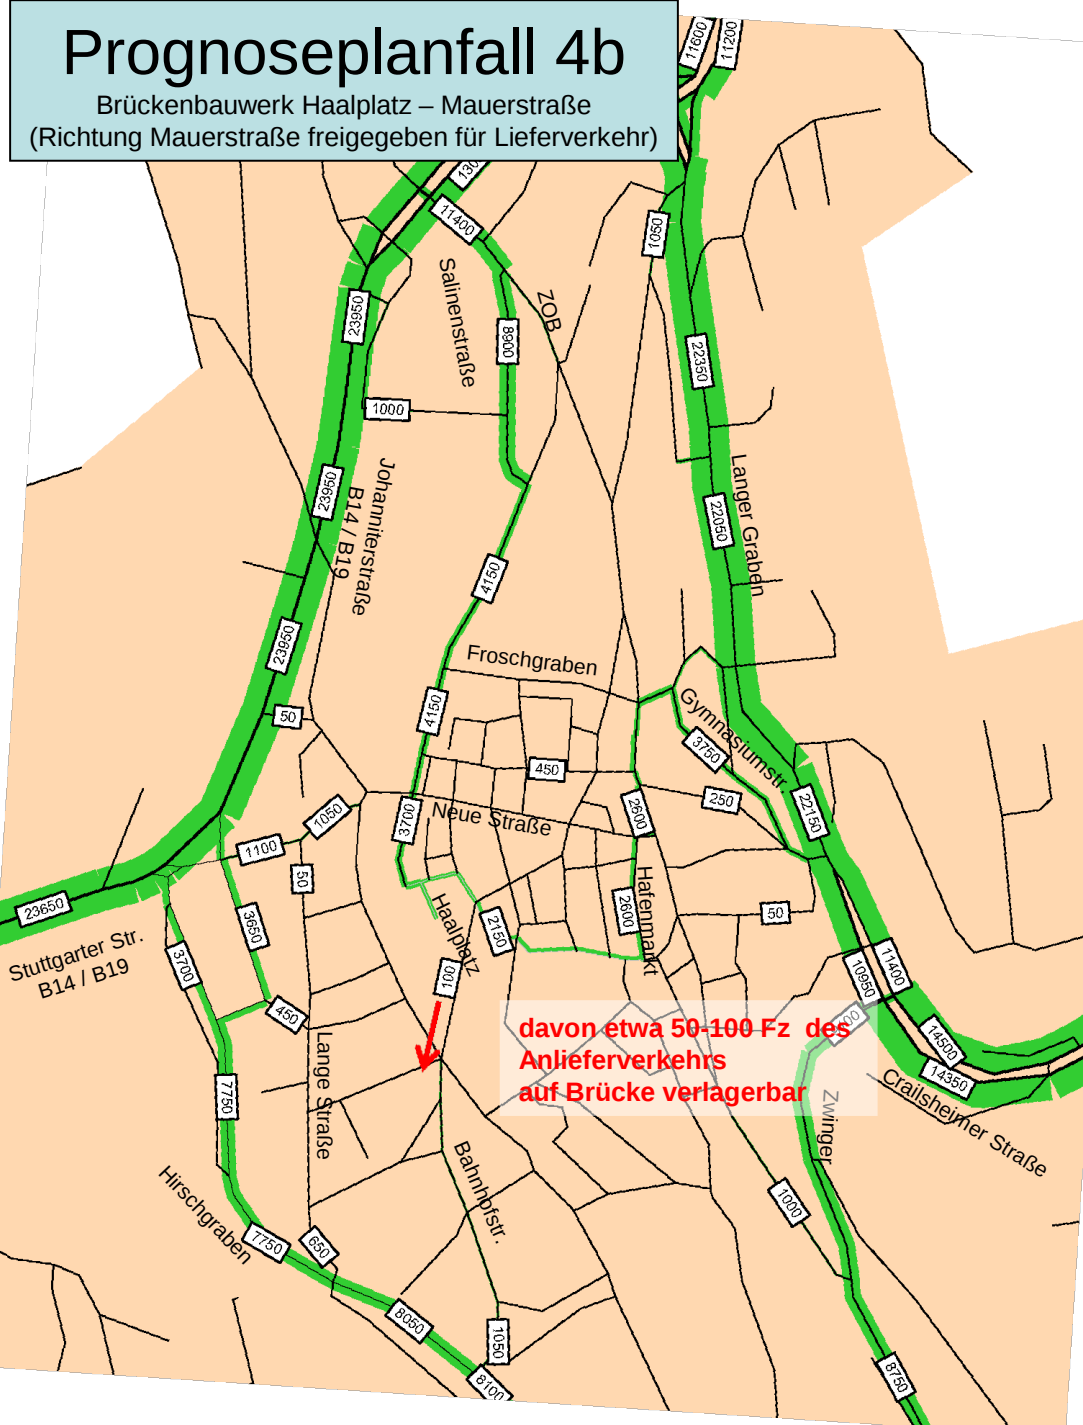 Prognoseplanfall 4b
Brückenbauwerk Haalplatz – Mauerstraße
(Richtung Mauerstraße freigegeben für Lieferverkehr)
11600
11200
11400
1050
Salinenstraße
ZOB
23950
8900
22350
1000
Johanniterstraße
B14 / B19
23950
Langer Graben
22050
4150
23950
Froschgraben
4150
50
Gymnasiumstr.
3750
450
250
1050
3700
Neue Straße
2600
22150
1100
50
23650
3650
Haalplatz
2150
2600
Hafenmarkt
50
Stuttgarter Str.
B14 / B19
3700
100
10950
11400
450
davon etwa 50-100 Fz des
Anlieferverkehrs
auf Brücke verlagerbar
14500
14350
7750
Lange Straße
Zwinger
Crailsheimer Straße
Hirschgraben
Bahnhofstr.
1000
7750
650
8050
1050
8100
8750